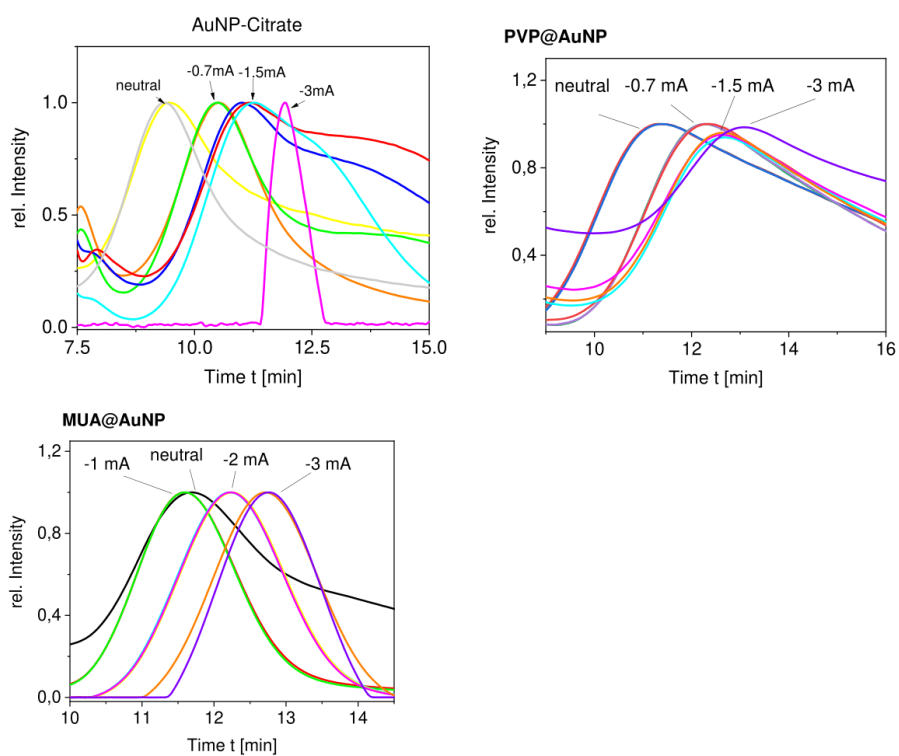 AuNP-Citrate
neutral
-0.7mA
-1.5mA
-3mA
1.0
0.5
0.0
rel. Intensity
7.5 10.0 12.5 15.0
Time t [min]
PVP@AuNP
1,2
neutral -0.7 mA -1.5 mA -3 mA
0.8
0.4
rel. Intensity
10 12 14 16
Time t [min]
MUA@AuNP
1,2
-1 mA neutral -2 mA -3 mA
0,8
0,4
0,0
rel. Intensity
10 11 12 13 14
Time t [min]